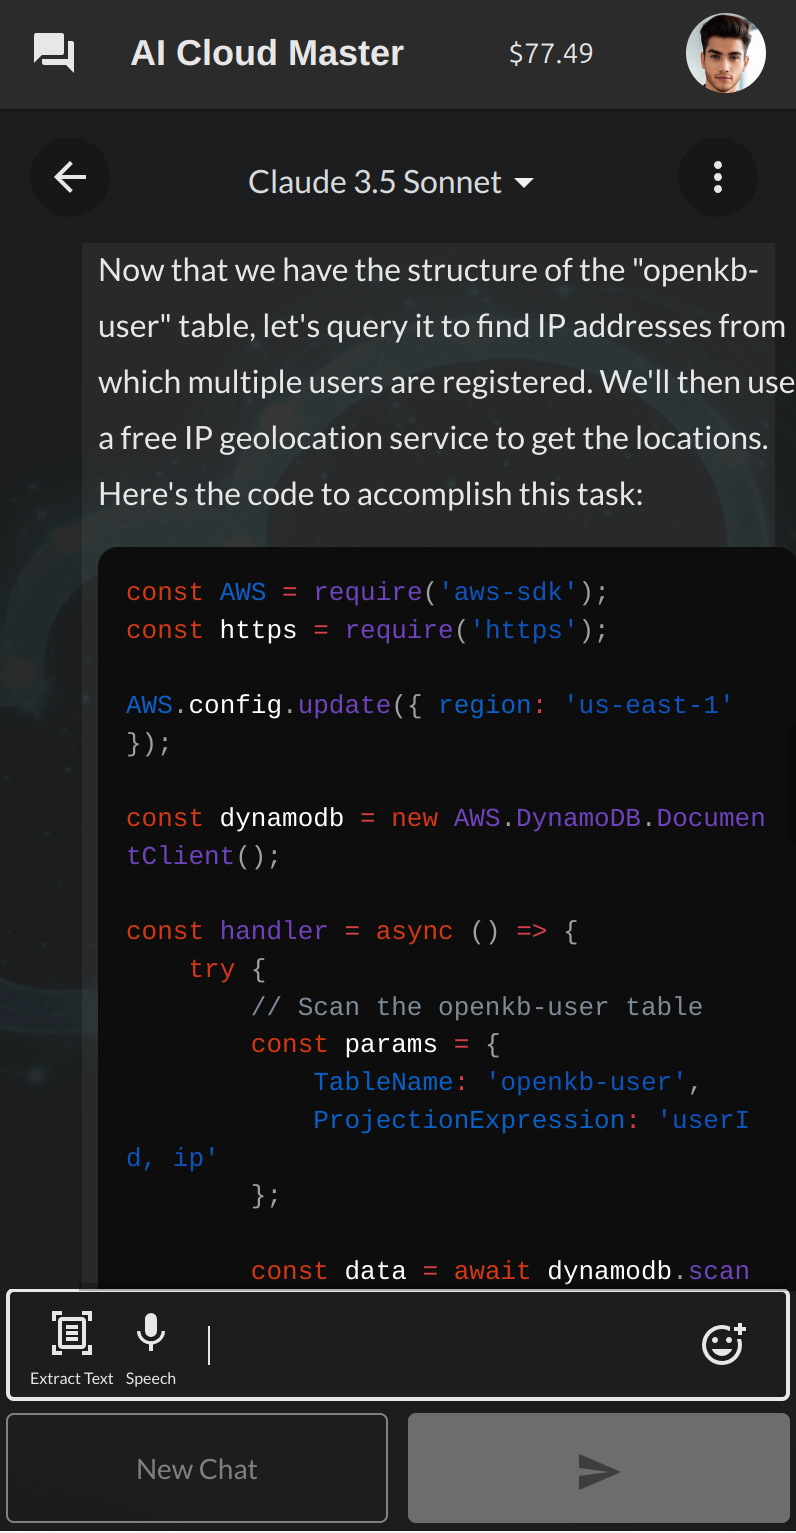 AI Cloud Master
$77.49
Claude 3.5 Sonnet
Now that we have the structure of the "openkb-
user" table, let's query it to find IP addresses from
which multiple users are registered. We'll then use
a free IP geolocation service to get the locations.
Here's the code to accomplish this task:
const AWS = require('aws-sdk');
const https = require('https');
AWS.config.update({ region: 'us-east-1'
});
const dynamodb = new AWS.DynamoDB.Documen
tClient();
const handler = async () => {
try {
// Scan the openkb-user table
const params = {
TableName: 'openkb-user',
ProjectionExpression: 'userI
d, ip'
};
const data = await dynamodb.scan
Extract Text
Speech
New Chat